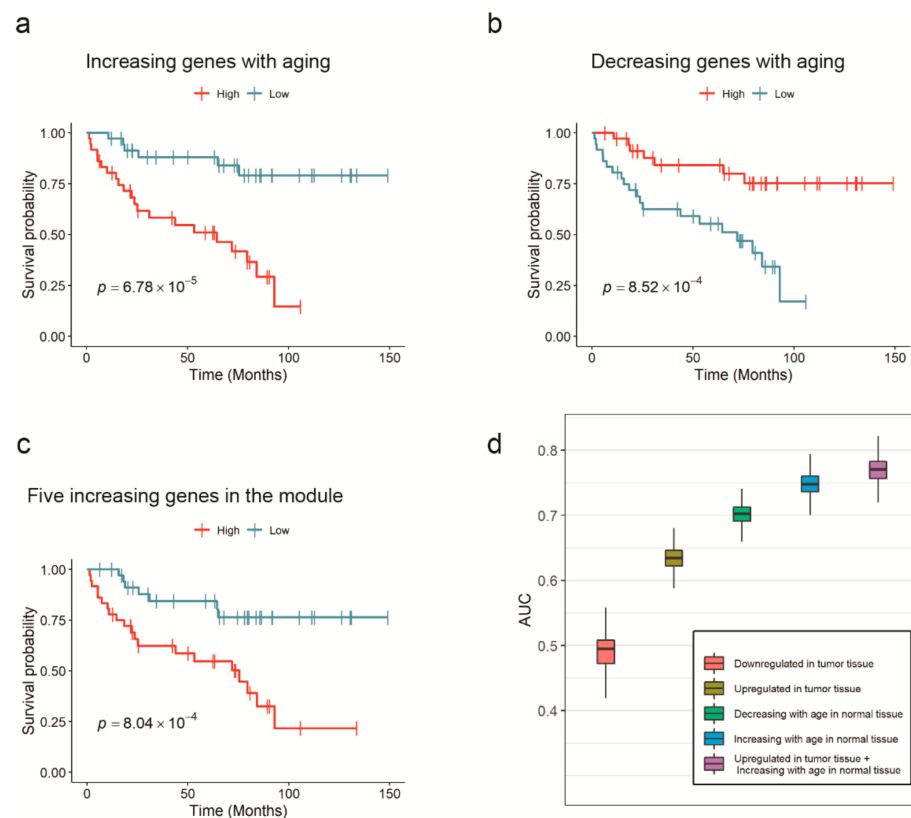 a
Increasing genes with aging
High Low
Survival probability
1.00
0.75
0.50
0.25
0.00
p = 6.78 × 10⁻⁵
0 50 100 150
Time (Months)
b
Decreasing genes with aging
High Low
Survival probability
1.00
0.75
0.50
0.25
0.00
p = 8.52 × 10⁻⁴
0 50 100 150
Time (Months)
c
Five increasing genes in the module
High Low
Survival probability
1.00
0.75
0.50
0.25
0.00
p = 8.04 × 10⁻⁴
0 50 100 150
Time (Months)
d
AUC
0.8
0.7
0.6
0.5
0.4
Downregulated in tumor tissue
Upregulated in tumor tissue
Decreasing with age in normal tissue
Increasing with age in normal tissue
Upregulated in tumor tissue +
Increasing with age in normal tissue